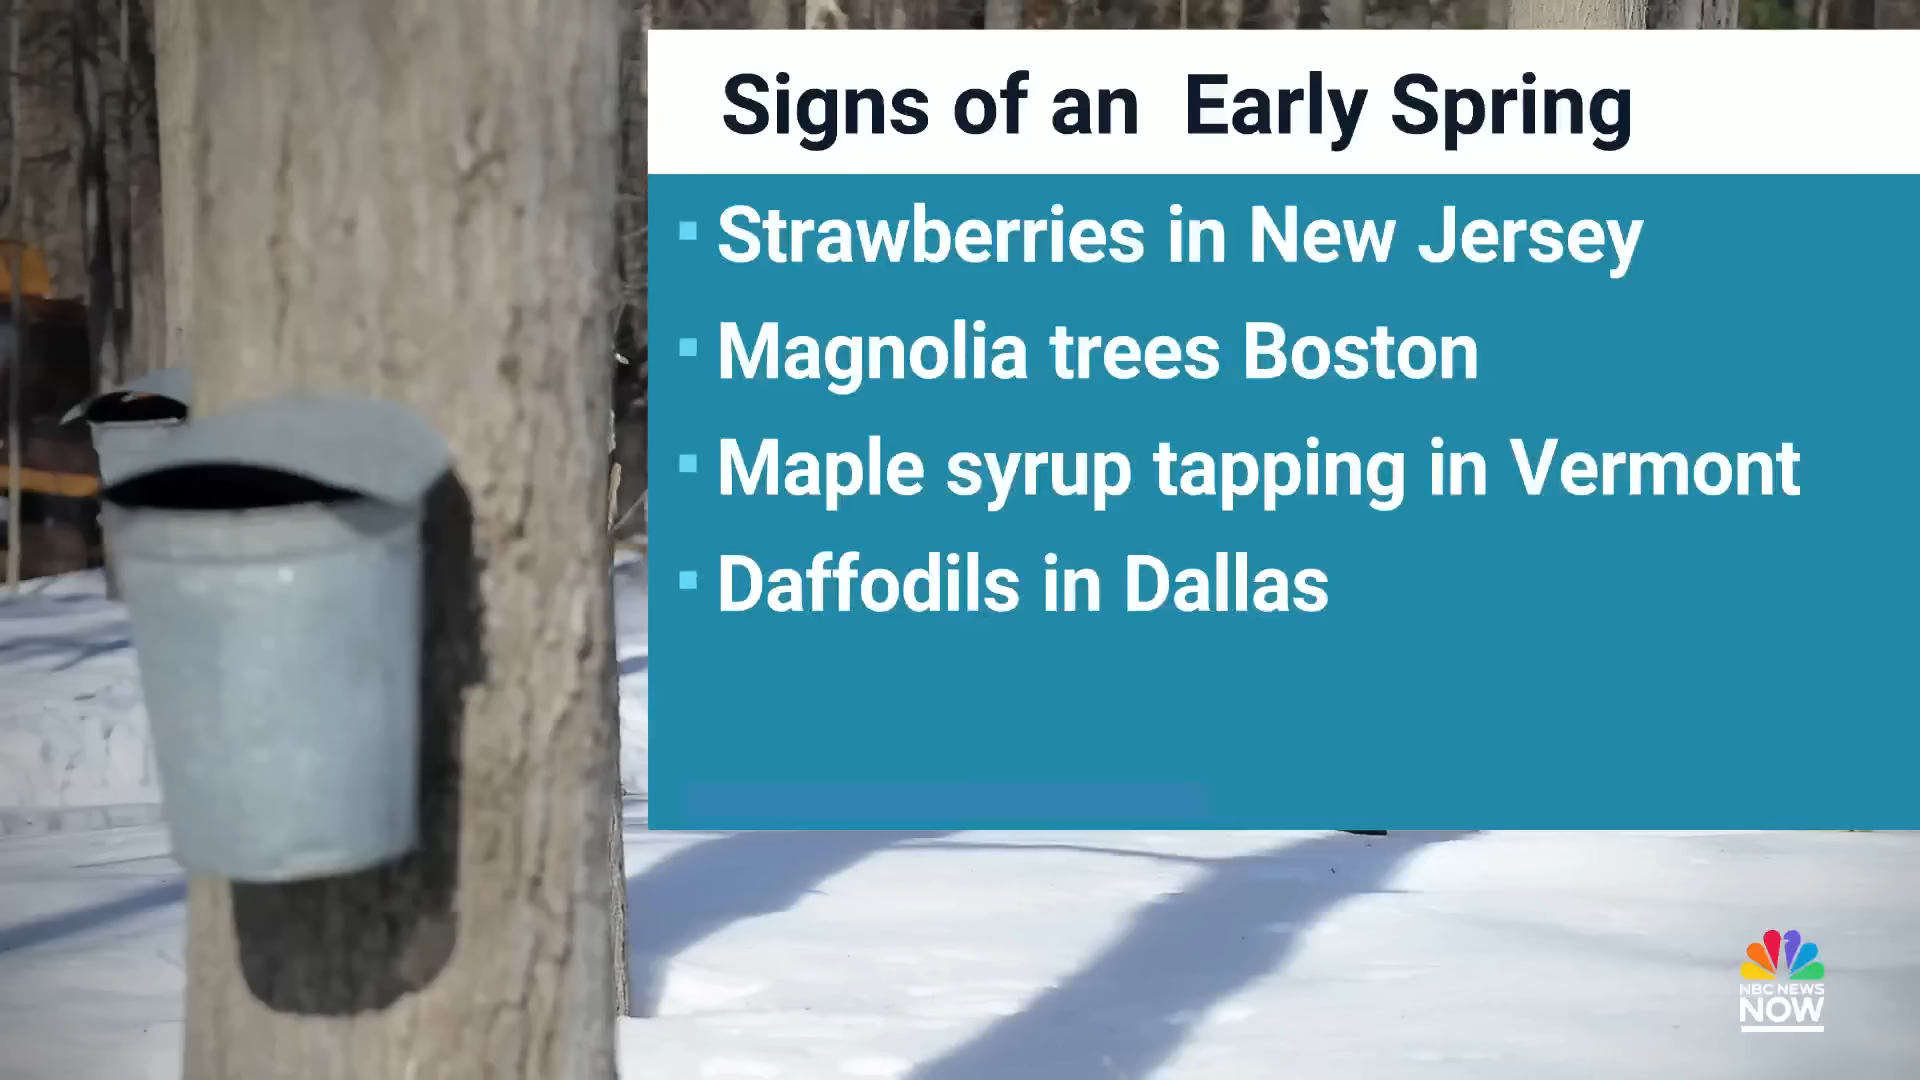 Signs of an  Early Spring
Strawberries in New Jersey
Magnolia trees Boston
Maple syrup tapping in Vermont
Daffodils in Dallas
NBC NEWS
NOW